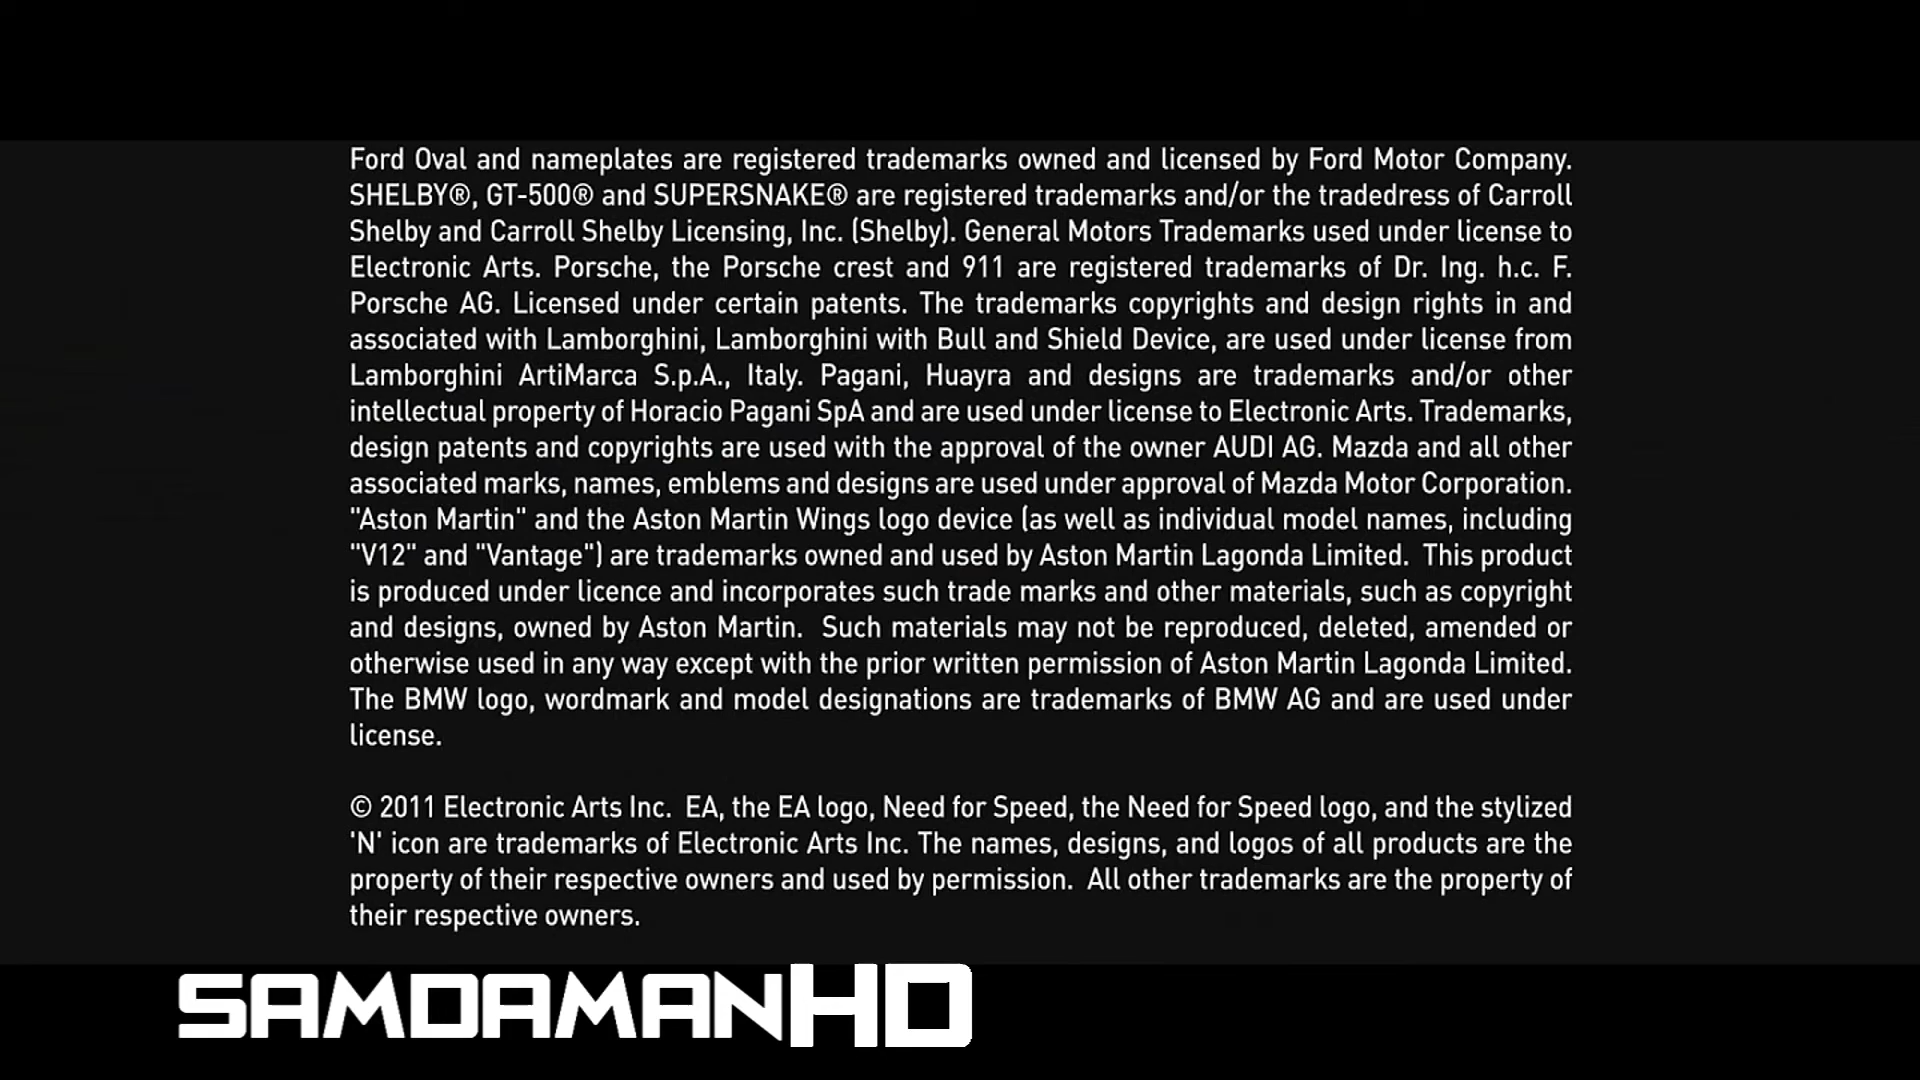 Ford Oval and nameplates are registered trademarks owned and licensed by Ford Motor Company.
SHELBY®, GT-500® and SUPERSNAKE® are registered trademarks and/or the tradedress of Carroll
Shelby and Carroll Shelby Licensing, Inc. (Shelby). General Motors Trademarks used under license to
Electronic Arts. Porsche, the Porsche crest and 911 are registered trademarks of Dr. Ing. h.c. F.
Porsche AG. Licensed under certain patents. The trademarks copyrights and design rights in and
associated with Lamborghini, Lamborghini with Bull and Shield Device, are used under license from
Lamborghini ArtiMarca S.p.A., Italy. Pagani, Huayra and designs are trademarks and/or other
intellectual property of Horacio Pagani SpA and are used under license to Electronic Arts. Trademarks,
design patents and copyrights are used with the approval of the owner AUDI AG. Mazda and all other
associated marks, names, emblems and designs are used under approval of Mazda Motor Corporation.
"Aston Martin" and the Aston Martin Wings logo device (as well as individual model names, including
"V12" and "Vantage") are trademarks owned and used by Aston Martin Lagonda Limited.  This product
is produced under licence and incorporates such trade marks and other materials, such as copyright
and designs, owned by Aston Martin.  Such materials may not be reproduced, deleted, amended or
otherwise used in any way except with the prior written permission of Aston Martin Lagonda Limited.
The BMW logo, wordmark and model designations are trademarks of BMW AG and are used under
license.
© 2011 Electronic Arts Inc.  EA, the EA logo, Need for Speed, the Need for Speed logo, and the stylized
'N' icon are trademarks of Electronic Arts Inc. The names, designs, and logos of all products are the
property of their respective owners and used by permission.  All other trademarks are the property of
their respective owners.
SAMDAMANHD